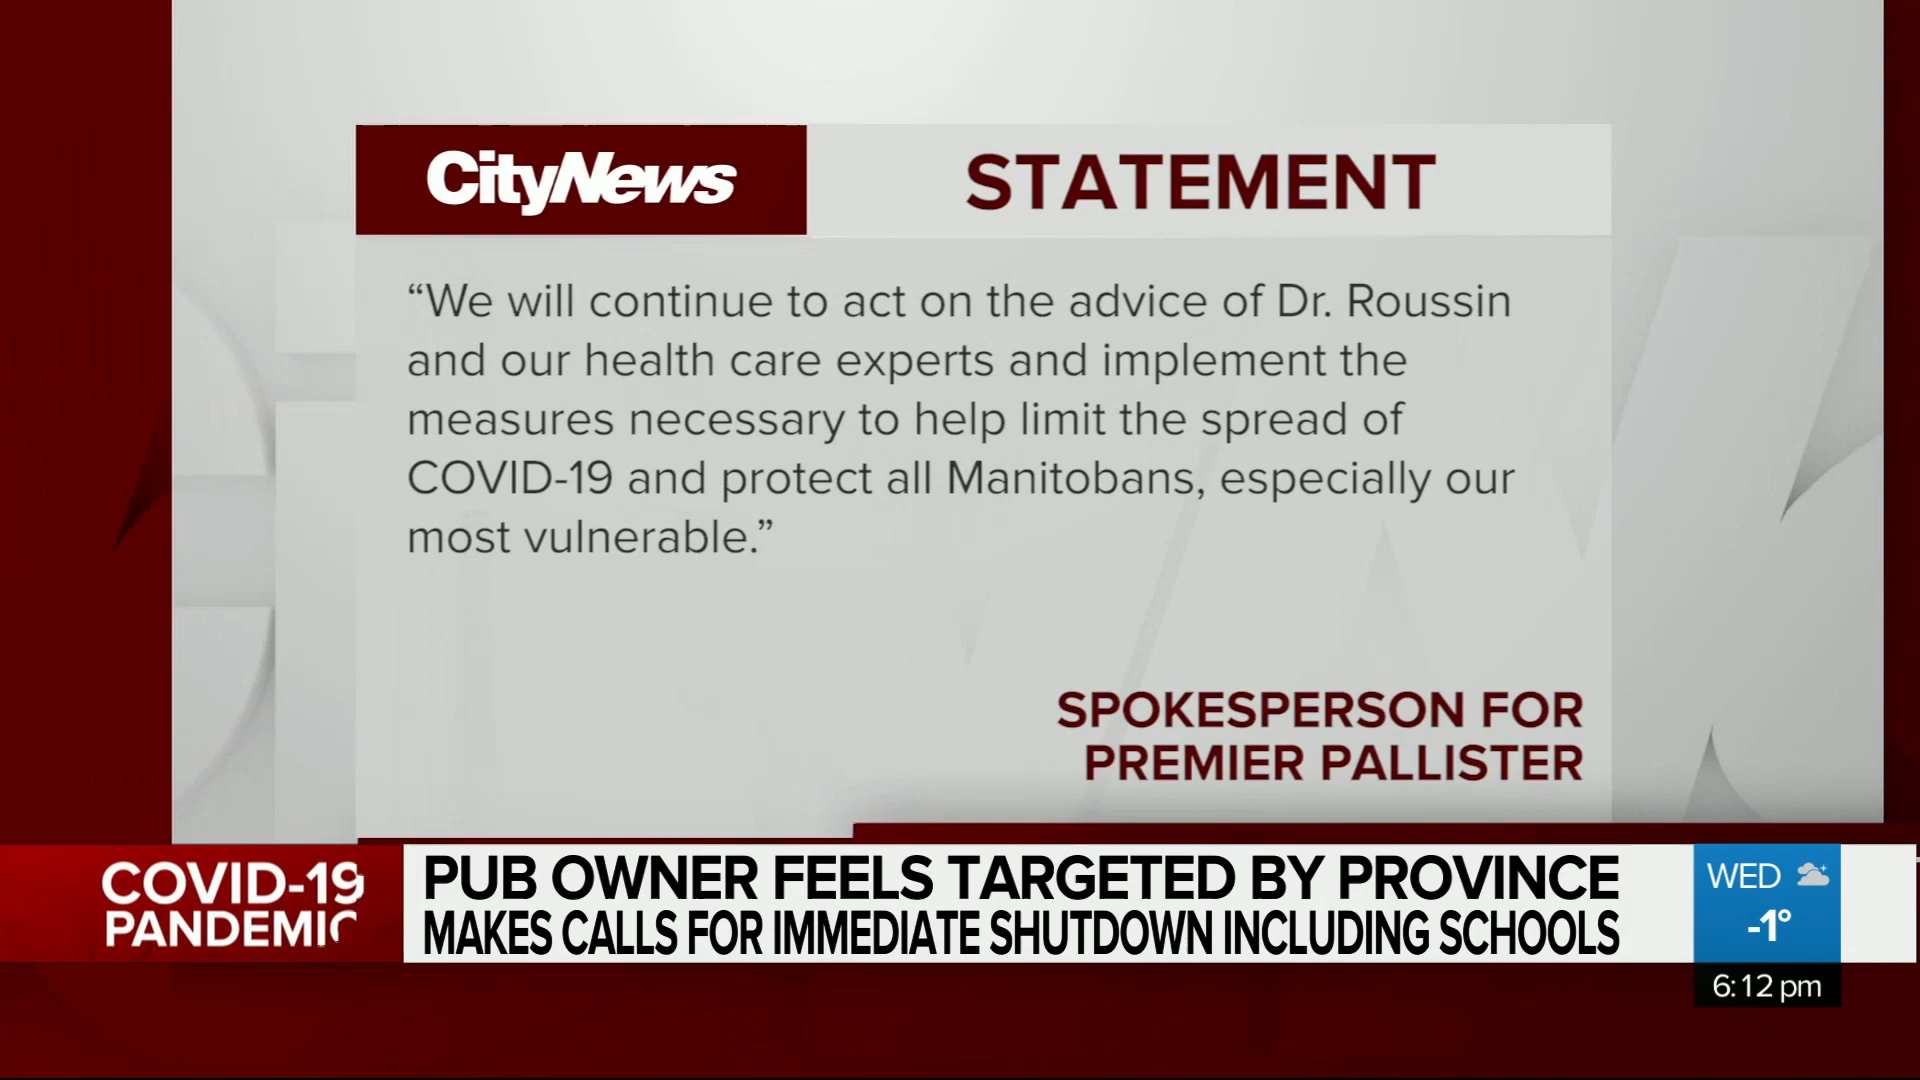 CityNews
STATEMENT
“We will continue to act on the advice of Dr. Roussin
and our health care experts and implement the
measures necessary to help limit the spread of
COVID-19 and protect all Manitobans, especially our
most vulnerable.”
SPOKESPERSON FOR
PREMIER PALLISTER
COVID-19
PANDEMIC
PUB OWNER FEELS TARGETED BY PROVINCE
MAKES CALLS FOR IMMEDIATE SHUTDOWN INCLUDING SCHOOLS
WED
-1°
6:12 pm